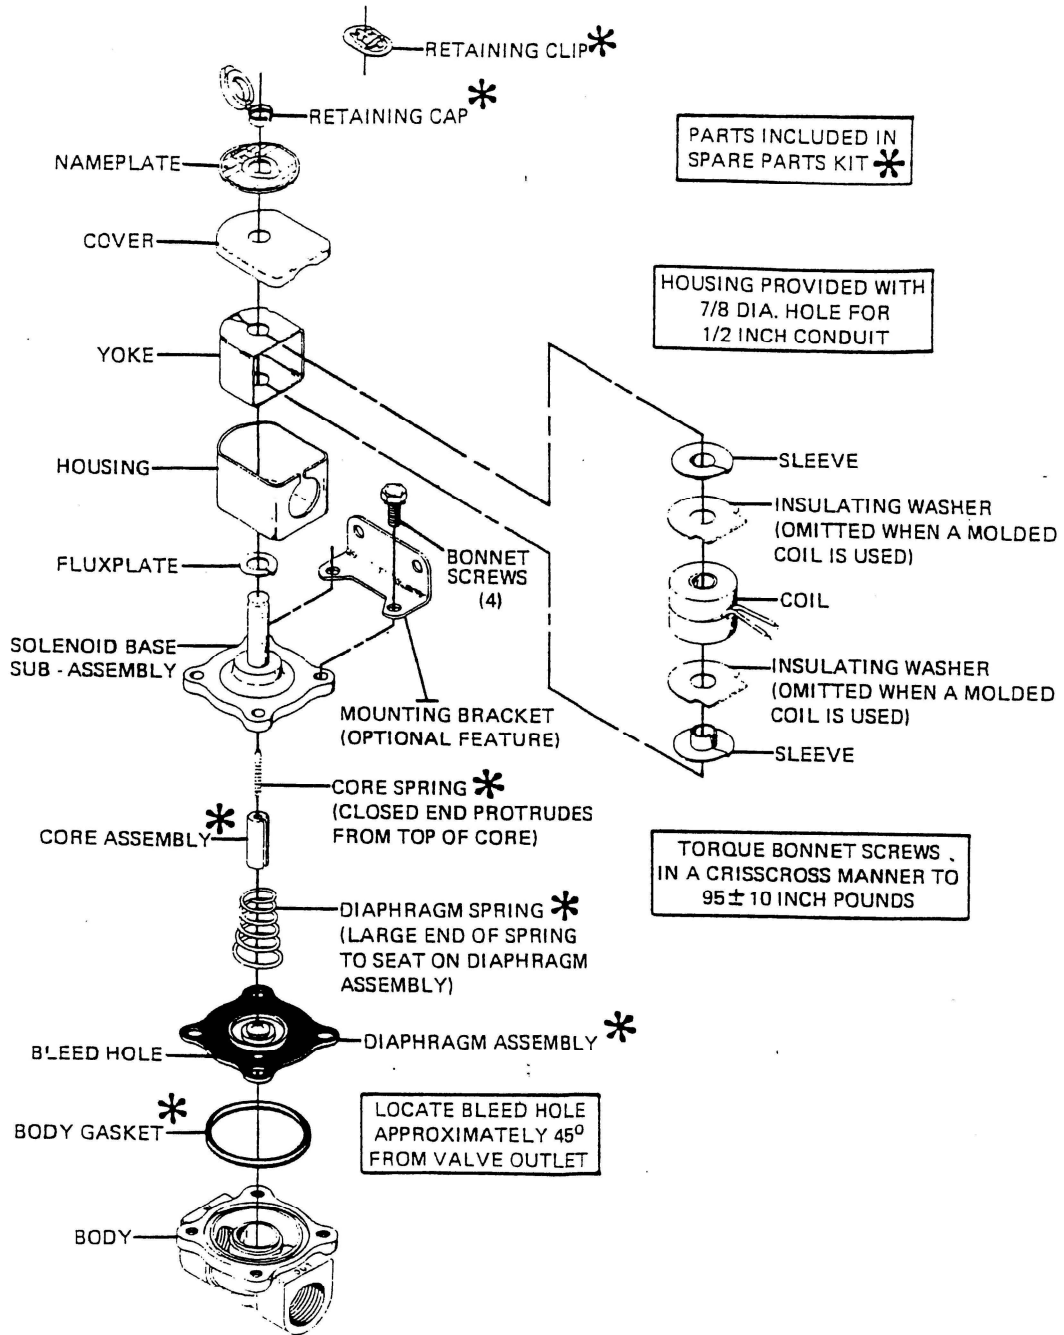 RETAINING CLIP*
RETAINING CAP*
NAMEPLATE
PARTS INCLUDED IN
SPARE PARTS KIT *
COVER
HOUSING PROVIDED WITH
7/8 DIA. HOLE FOR
1/2 INCH CONDUIT
YOKE
HOUSING
SLEEVE
INSULATING WASHER
(OMITTED WHEN A MOLDED
COIL IS USED)
BONNET
SCREWS
(4)
FLUXPLATE
COIL
SOLENOID BASE
SUB - ASSEMBLY
INSULATING WASHER
(OMITTED WHEN A MOLDED
COIL IS USED)
MOUNTING BRACKET
(OPTIONAL FEATURE)
SLEEVE
CORE SPRING *
(CLOSED END PROTRUDES
FROM TOP OF CORE)
CORE ASSEMBLY*
TORQUE BONNET SCREWS
IN A CRISSCROSS MANNER TO
95 ± 10 INCH POUNDS
DIAPHRAGM SPRING *
(LARGE END OF SPRING
TO SEAT ON DIAPHRAGM
ASSEMBLY)
DIAPHRAGM ASSEMBLY *
BLEED HOLE
BODY GASKET*
LOCATE BLEED HOLE
APPROXIMATELY 45°
FROM VALVE OUTLET
BODY